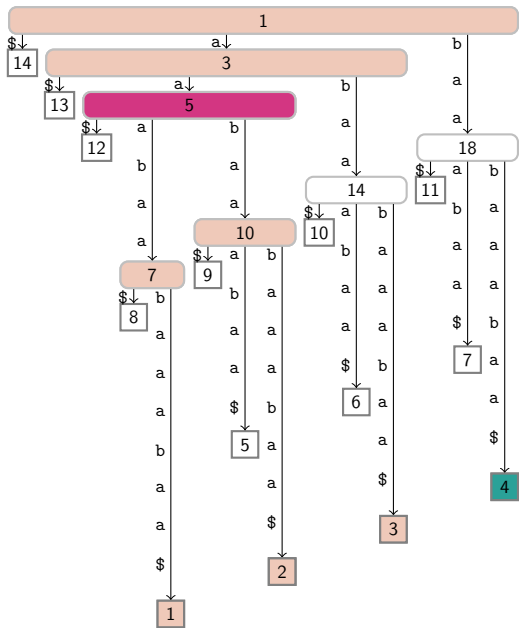 1
$ a b
14 3 a
$ a b
13 5 a a
$ a b
12 b a a 18
$ a b
a a 14 11
$ a b a a
a 10 10 b a a a
$ a b
7 9 b a a a a a
$ b
8 a a a a a $ b
a a a $ b 7 a
a $ b 6 a a
b 5 a a $
a a $ 4
a $ 3
$ 2
1